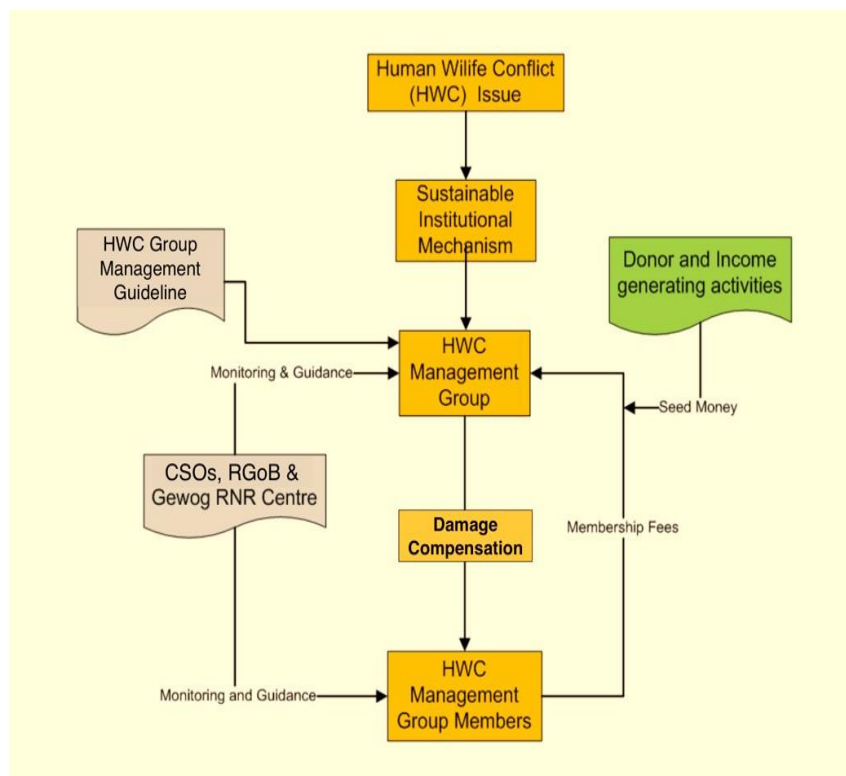 Human Wilife Conflict
(HWC) Issue
Sustainable
Institutional
Mechanism
HWC Group
Management
Guideline
Donor and Income
generating activities
HWC
Management
Group
Monitoring & Guidance
Seed Money
CSOs, RGoB &
Gewog RNR Centre
Damage
Compensation
Membership Fees
HWC
Management
Group Members
Monitoring and Guidance